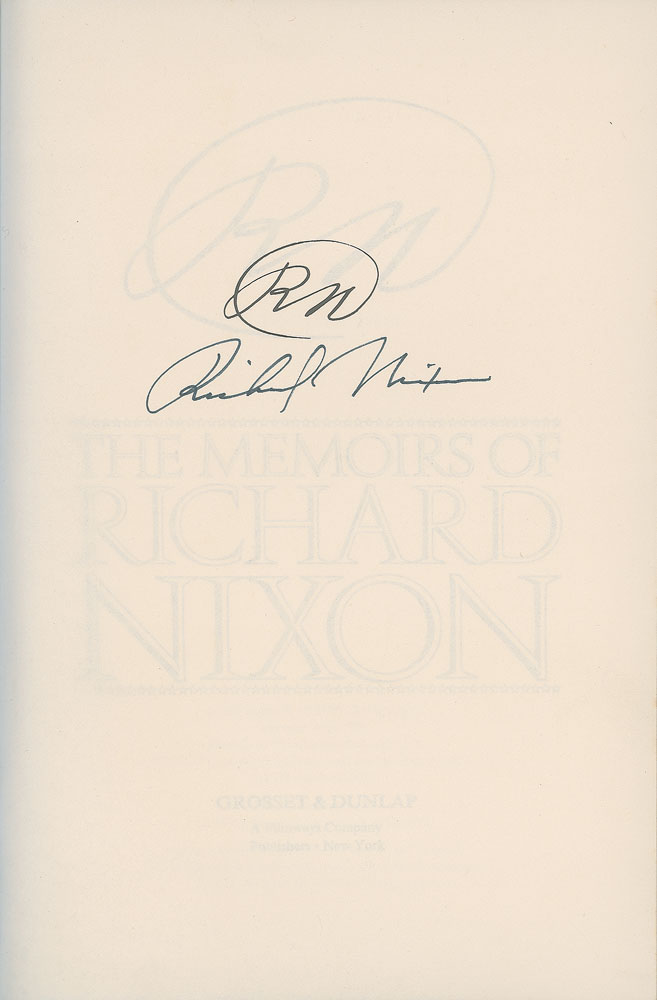 RN
RN
Richard Nixon
THE MEMOIRS OF
RICHARD
NIXON
GROSSET & DUNLAP
A Filmways Company
Publishers • New York